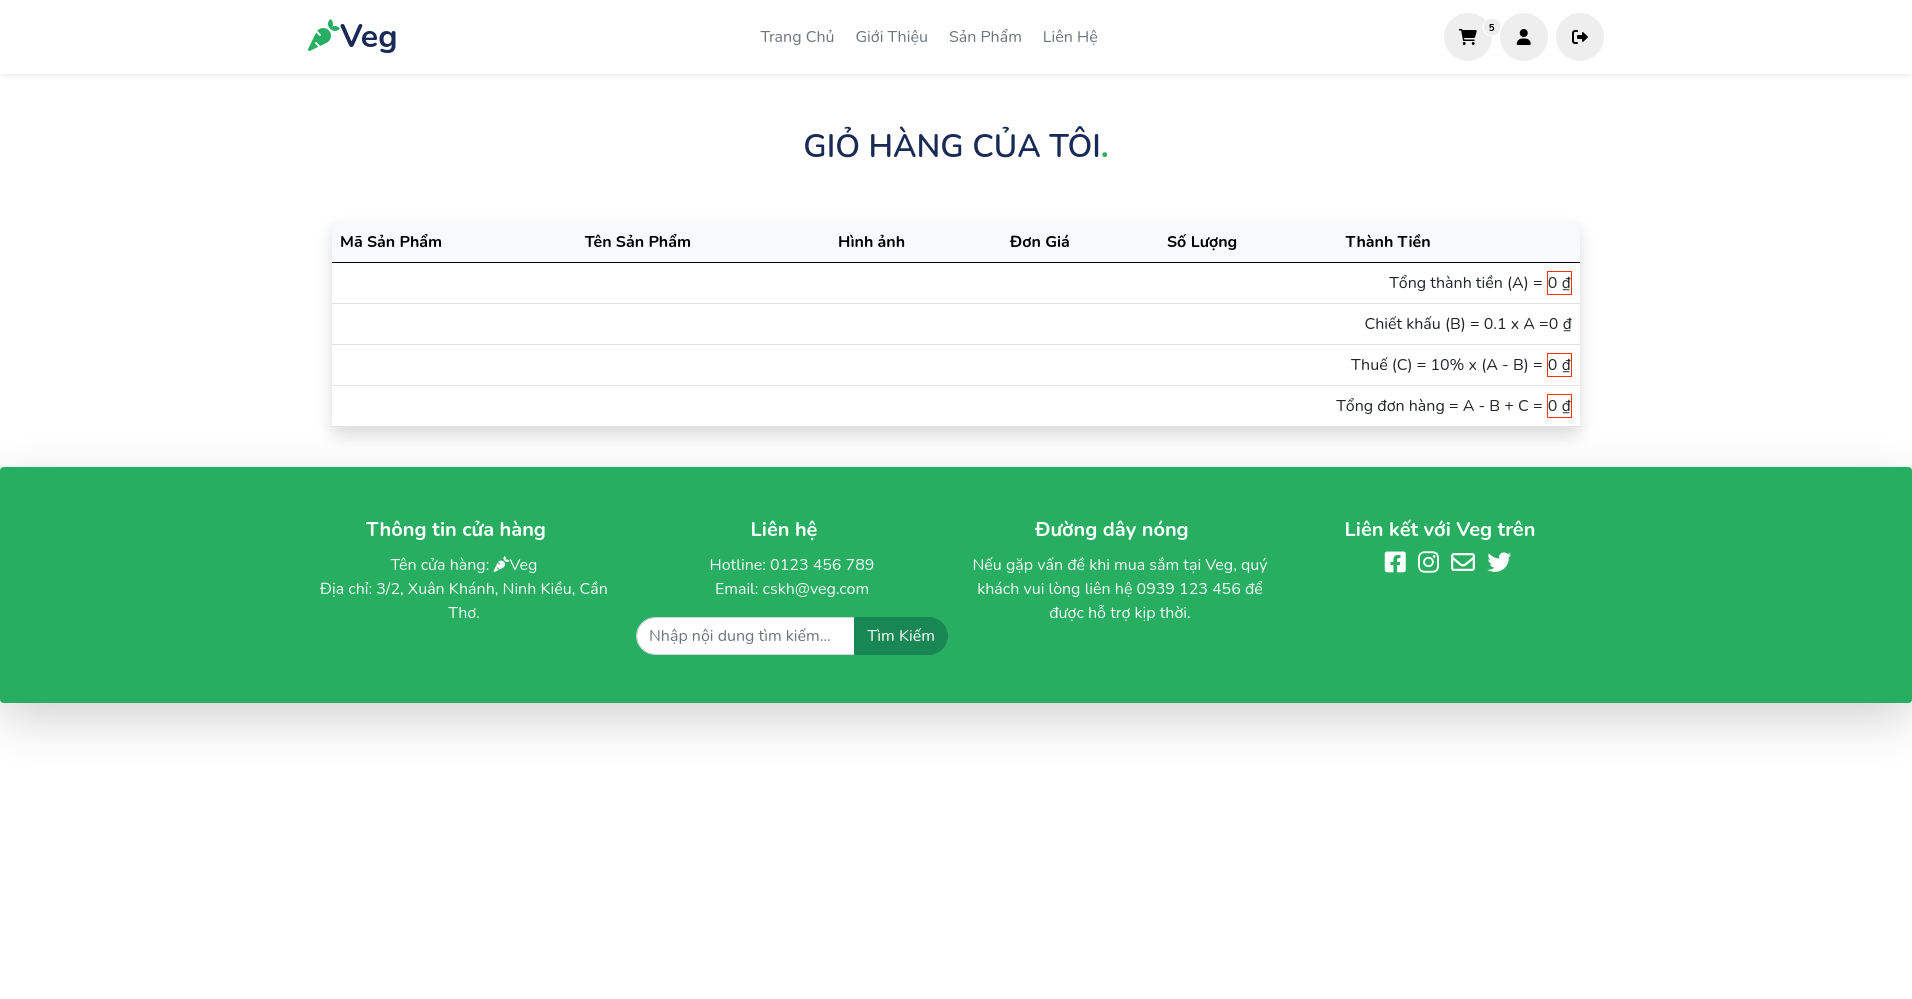 Veg
Trang Chủ Giới Thiệu Sản Phẩm Liên Hệ
5
GIỎ HÀNG CỦA TÔI.
Mã Sản Phẩm Tên Sản Phẩm Hình ảnh Đơn Giá Số Lượng Thành Tiền
Tổng thành tiền (A) = 0 ₫
Chiết khấu (B) = 0.1 x A =0 ₫
Thuế (C) = 10% x (A - B) = 0 ₫
Tổng đơn hàng = A - B + C = 0 ₫
Thông tin cửa hàng
Tên cửa hàng: Veg
Địa chỉ: 3/2, Xuân Khánh, Ninh Kiều, Cần
Thơ.
Liên hệ
Hotline: 0123 456 789
Email: cskh@veg.com
Nhập nội dung tìm kiếm... Tìm Kiếm
Đường dây nóng
Nếu gặp vấn đề khi mua sắm tại Veg, quý
khách vui lòng liên hệ 0939 123 456 để
được hỗ trợ kịp thời.
Liên kết với Veg trên